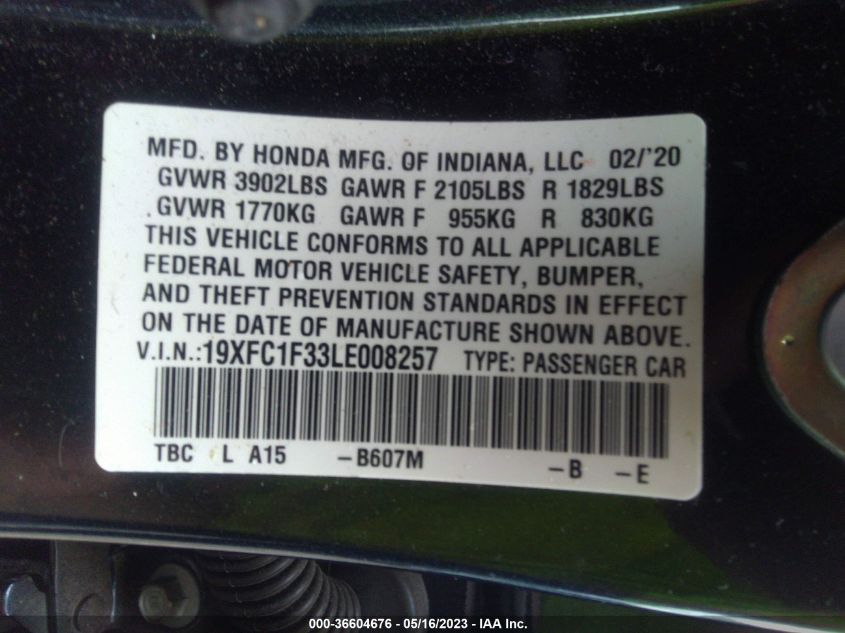 MFD. BY HONDA MFG. OF INDIANA, LLC 02/'20
GVWR 3902LBS GAWR F 2105LBS R 1829LBS
.GVWR 1770KG GAWR F 955KG R 830KG
THIS VEHICLE CONFORMS TO ALL APPLICABLE
FEDERAL MOTOR VEHICLE SAFETY, BUMPER,
AND THEFT PREVENTION STANDARDS IN EFFECT
ON THE DATE OF MANUFACTURE SHOWN ABOVE.
V.I.N.:19XFC1F33LE008257 TYPE: PASSENGER CAR
TBC L A15 -B607M -B -E
000-36604676 - 05/16/2023 - IAA Inc.